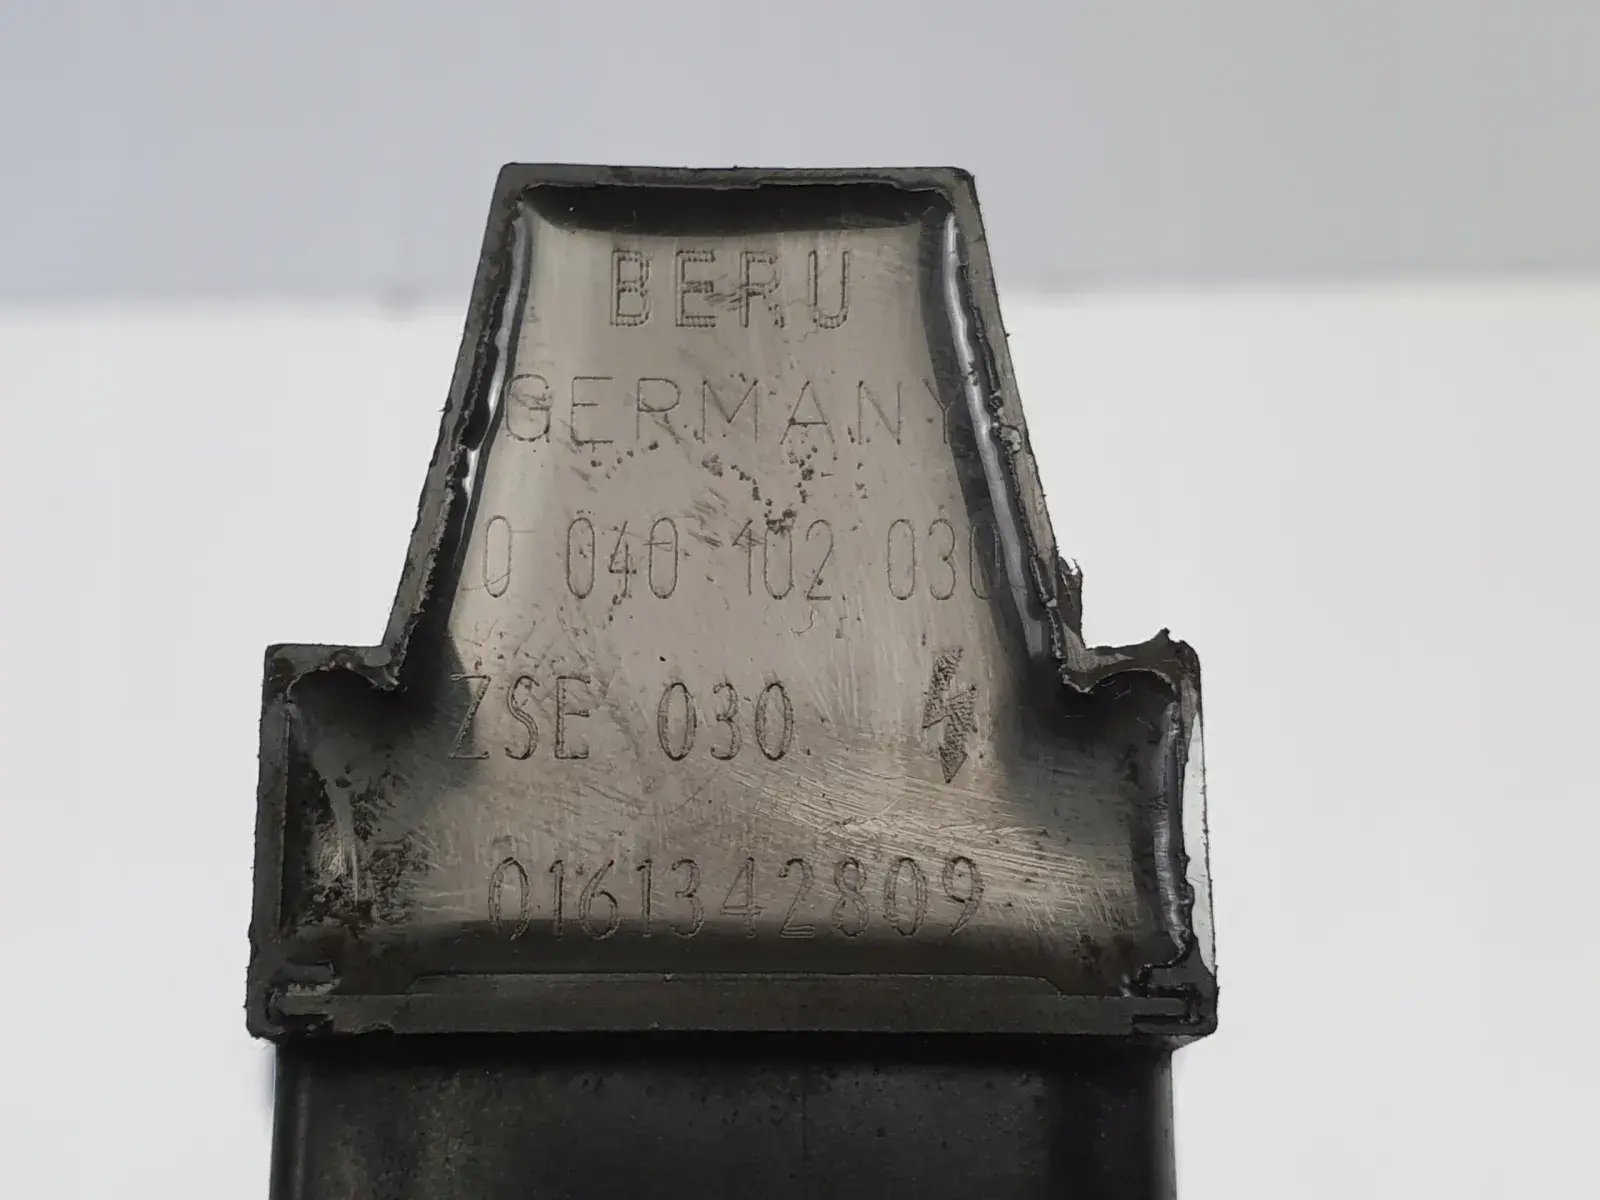 BERU
GERMANY
0 040 102 030
ZSE 030
0161342809